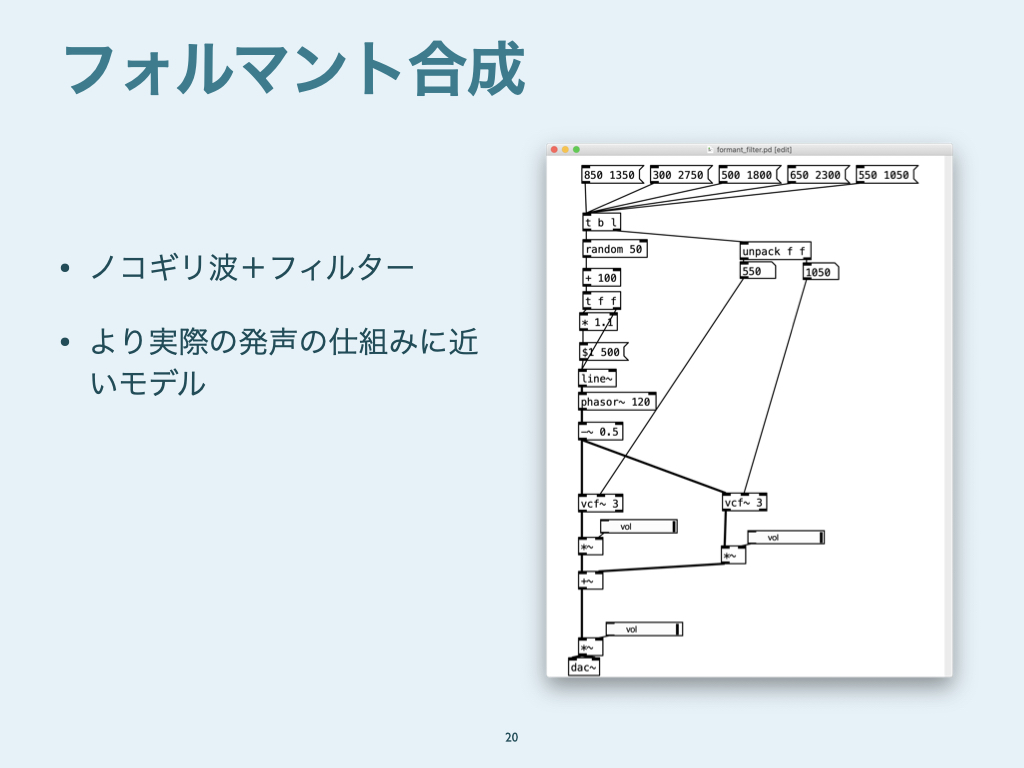 フォルマント合成
• ノコギリ波＋フィルター
• より実際の発声の仕組みに近
いモデル
formant_filter.pd [edit]
850 1350
300 2750
500 1800
650 2300
550 1050
t b l
random 50
unpack f f
+ 100
550
1050
t f f
* 1.1
$1 500
line~
phasor~ 120
-~ 0.5
vcf~ 3
vcf~ 3
vol
vol
*~
*~
+~
vol
*~
dac~
20